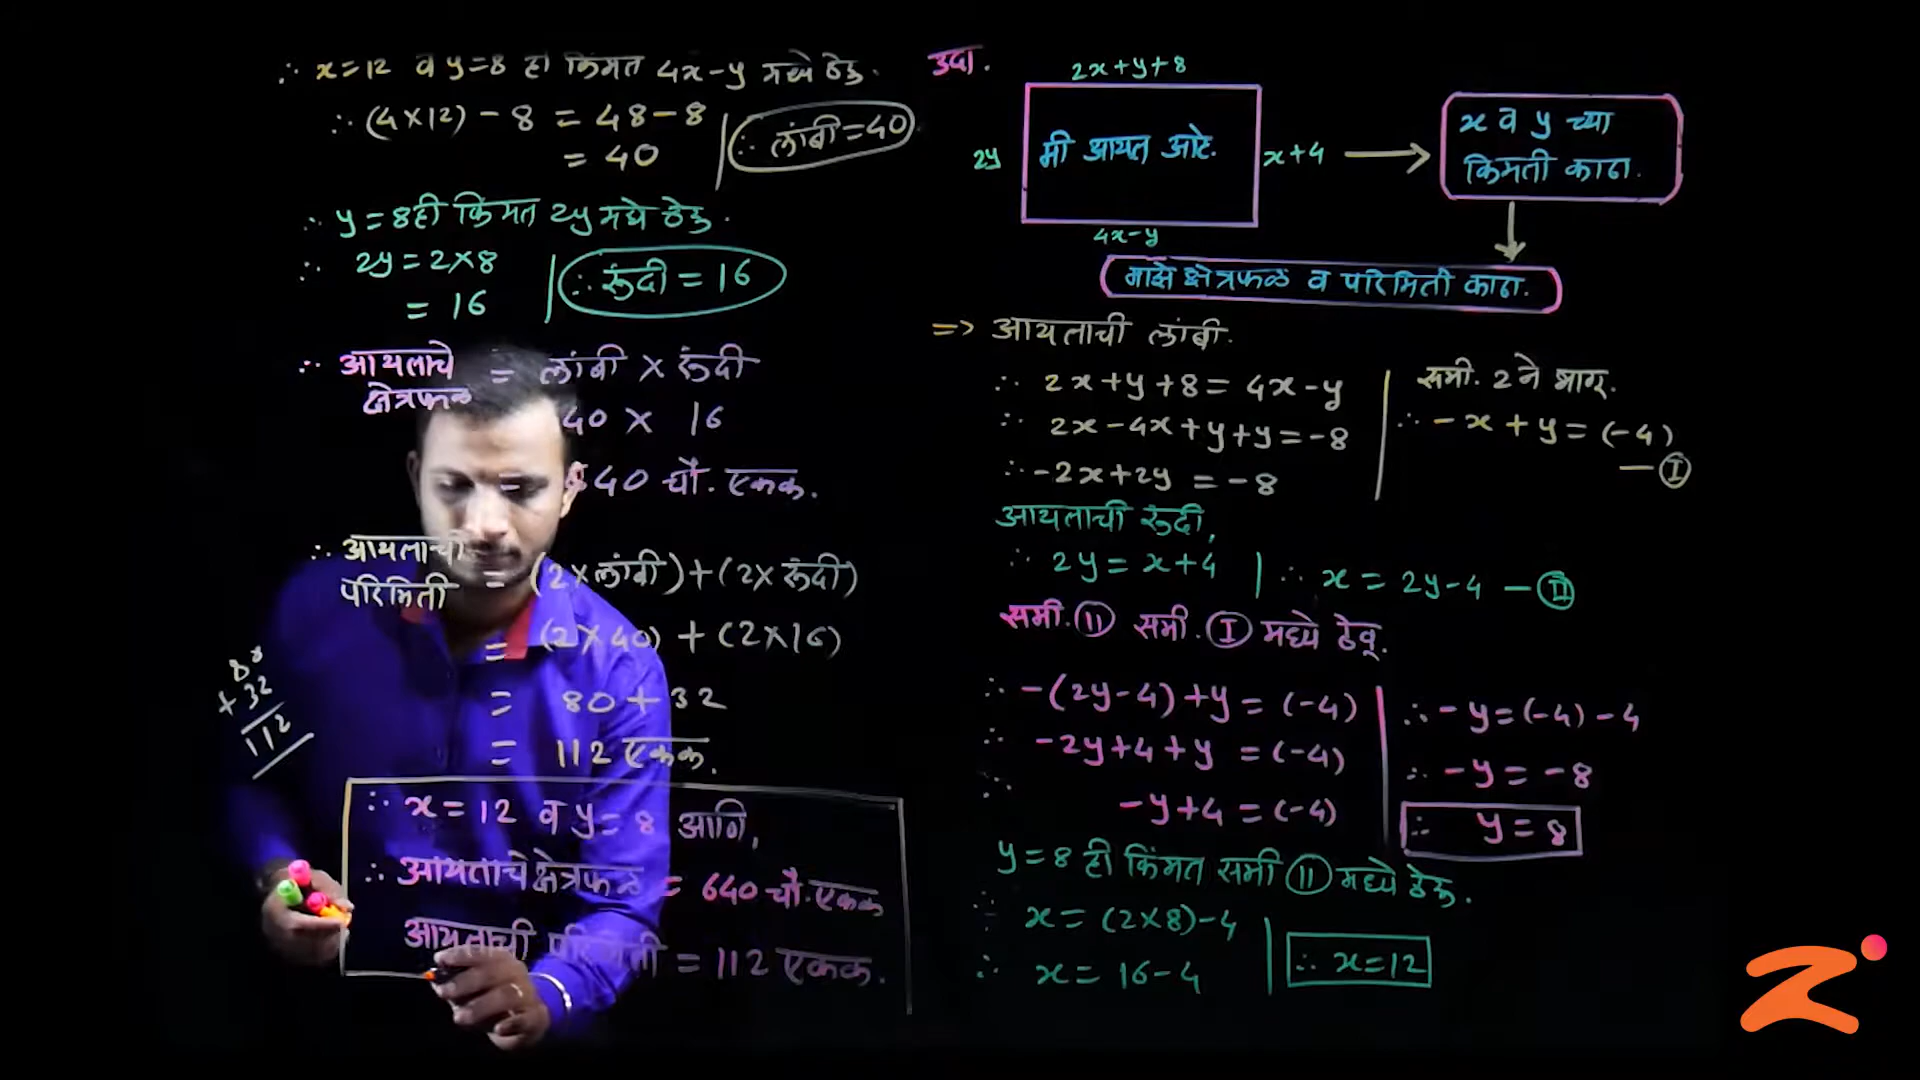 उदा.
2x+y+8
मी आयत आहे.
2y
x+4
4x-y
x व y च्या
किंमती काढा.
माझे क्षेत्रफळ व परिमिती काढा.
=> आयताची लांबी.
∴ 2x+y+8 = 4x-y
∴ 2x-4x+y+y = -8
∴ -2x+2y = -8
समी. 2 ने भागू.
∴ -x+y = (-4)
— Ⓘ
आयताची रुंदी,
∴ 2y = x+4
∴ x = 2y-4 — Ⅱ
समी. Ⅱ समी. Ⓘ मध्ये ठेवू.
∴ -(2y-4)+y = (-4)
∴ -2y+4+y = (-4)
∴ -y+4 = (-4)
∴ -y = (-4)-4
∴ -y = -8
∴ y = 8
y=8 ही किंमत समी Ⅱ मध्ये ठेऊ.
∴ x = (2×8)-4
∴ x = 16-4
∴ x=12
∴ x=12 व y=8 ही किंमत 4x-y मध्ये ठेऊ.
∴ (4×12) - 8 = 48-8
= 40
∴ लांबी = 40
∴ y=8 ही किंमत 2y मध्ये ठेऊ.
∴ 2y = 2×8
= 16
∴ रुंदी = 16
∴ आयताचे क्षेत्रफळ = लांबी × रुंदी
40 × 16
640 चौ. एकक.
∴ आयताची परिमिती = (2×लांबी)+(2×रुंदी)
= (2×40) + (2×16)
= 80+32
= 112 एकक.
+ 32
112
∴ x=12 व y=8 आणि,
∴ आयताचे क्षेत्रफळ = 640 चौ. एकक
आयताची परिमिती = 112 एकक.